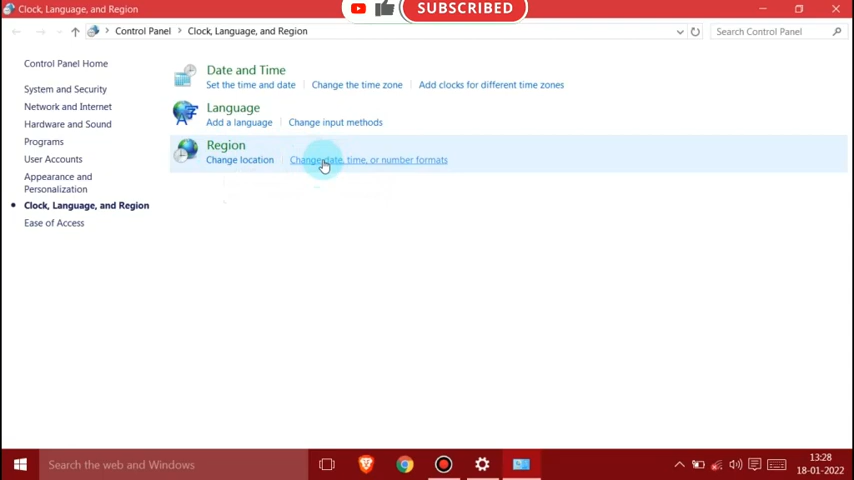 SUBSCRIBED
Clock, Language, and Region
Control Panel > Clock, Language, and Region
Search Control Panel
Control Panel Home
System and Security
Network and Internet
Hardware and Sound
Programs
User Accounts
Appearance and
Personalization
Clock, Language, and Region
Ease of Access
Date and Time
Set the time and date
Change the time zone
Add clocks for different time zones
Language
Add a language
Change input methods
Region
Change location
Change date, time, or number formats
Search the web and Windows
13:28
18-01-2022